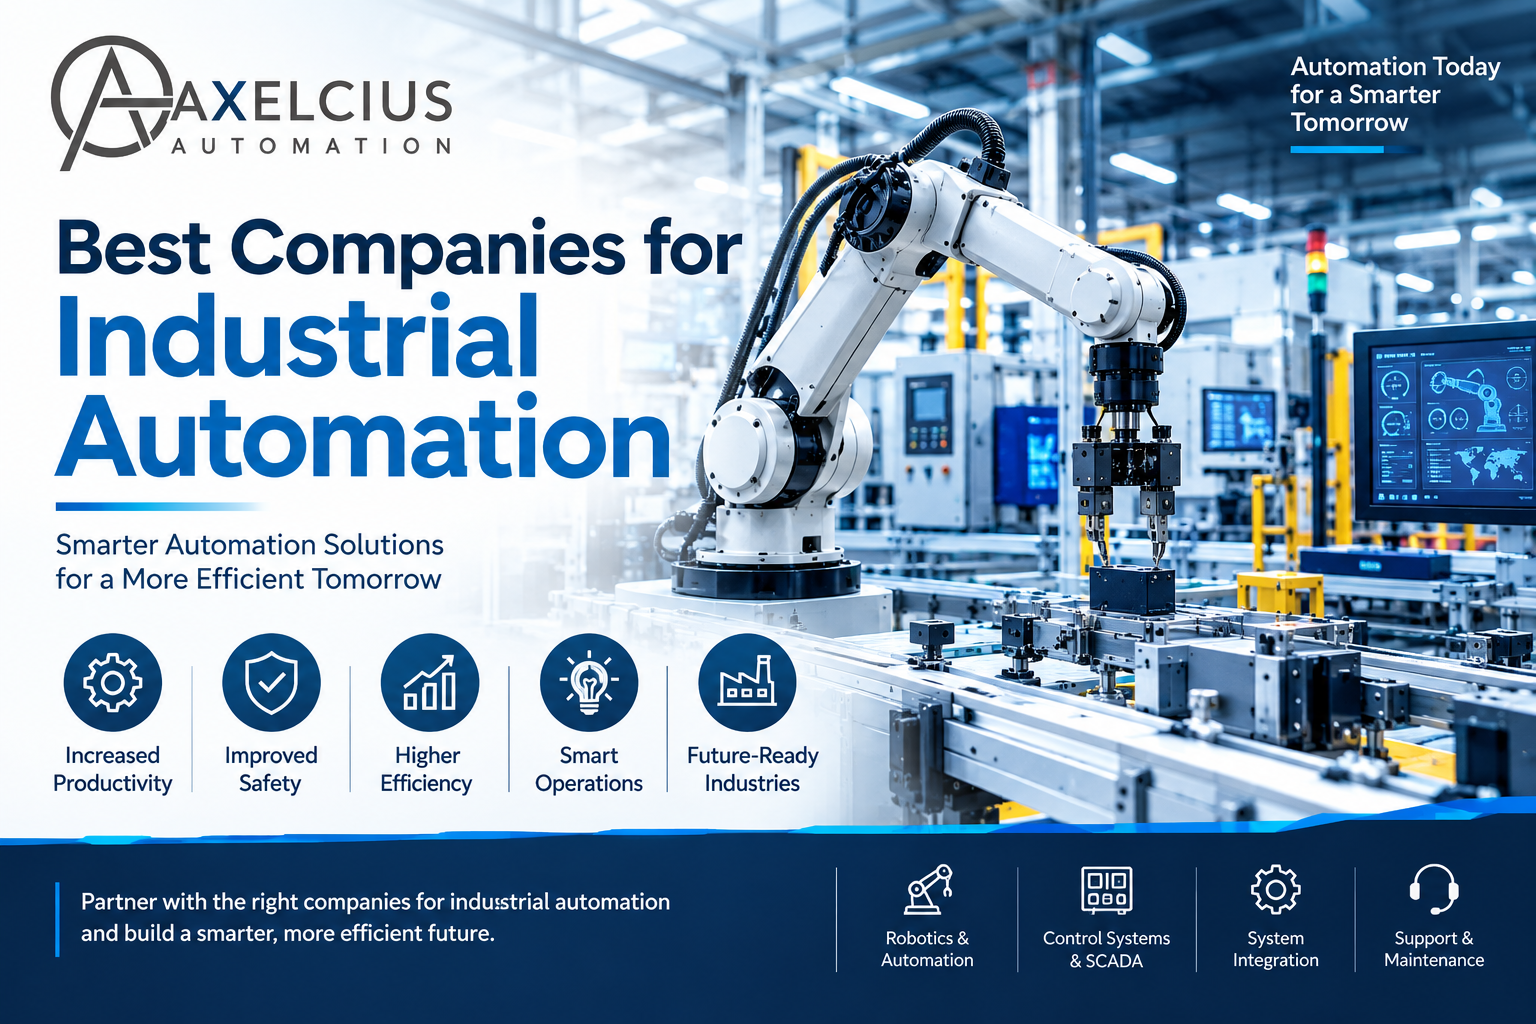 AXELCIUS
AUTOMATION
Automation Today
for a Smarter
Tomorrow
Best Companies for
Industrial
Automation
Smarter Automation Solutions
for a More Efficient Tomorrow
Increased
Productivity
Improved
Safety
Higher
Efficiency
Smart
Operations
Future-Ready
Industries
Partner with the right companies for industrial automation
and build a smarter, more efficient future.
Robotics &
Automation
Control Systems
& SCADA
System
Integration
Support &
Maintenance